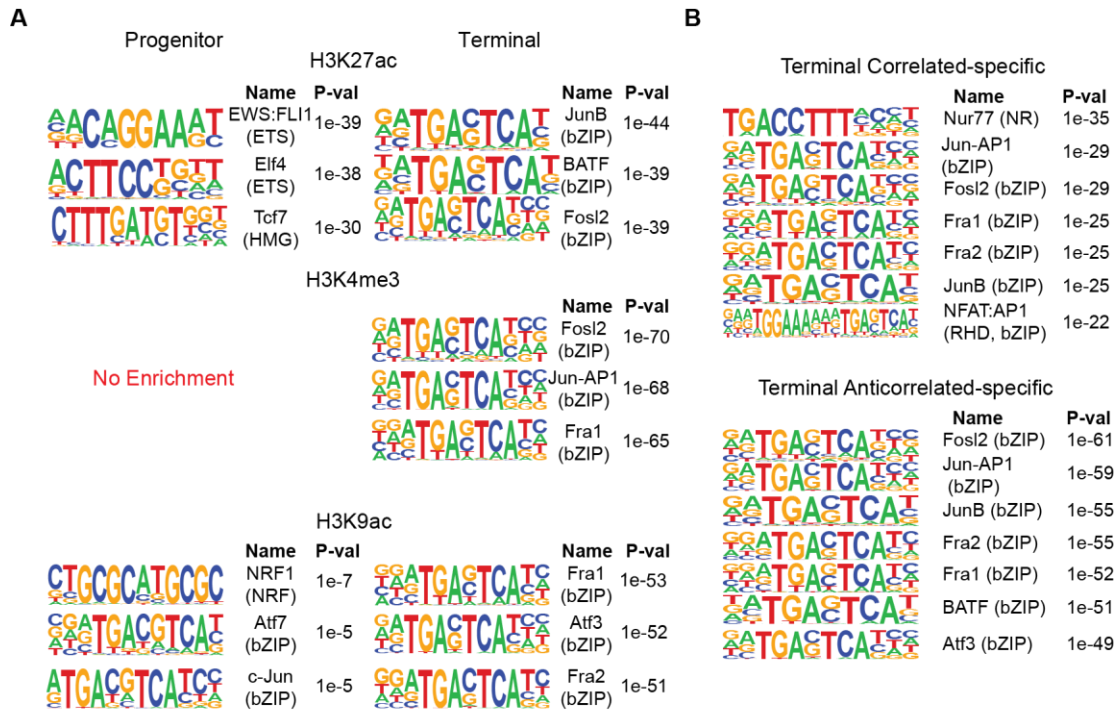 A
Progenitor
Terminal
H3K27ac
Name P-val
EWS:FLI1
(ETS)
1e-39
Elf4
(ETS)
1e-38
Tcf7
(HMG)
1e-30
Name P-val
JunB
(bZIP)
1e-44
BATF
(bZIP)
1e-39
Fosl2
(bZIP)
1e-39
H3K4me3
No Enrichment
Name P-val
Fosl2
(bZIP)
1e-70
Jun-AP1
(bZIP)
1e-68
Fra1
(bZIP)
1e-65
H3K9ac
Name P-val
NRF1
(NRF)
1e-7
Atf7
(bZIP)
1e-5
c-Jun
(bZIP)
1e-5
Name P-val
Fra1
(bZIP)
1e-53
Atf3
(bZIP)
1e-52
Fra2
(bZIP)
1e-51
B
Terminal Correlated-specific
Name P-val
Nur77 (NR) 1e-35
Jun-AP1
(bZIP)
1e-29
Fosl2 (bZIP) 1e-29
Fra1 (bZIP) 1e-25
Fra2 (bZIP) 1e-25
JunB (bZIP) 1e-25
NFAT:AP1
(RHD, bZIP)
1e-22
Terminal Anticorrelated-specific
Name P-val
Fosl2 (bZIP) 1e-61
Jun-AP1
(bZIP)
1e-59
JunB (bZIP) 1e-55
Fra2 (bZIP) 1e-55
Fra1 (bZIP) 1e-52
BATF (bZIP) 1e-51
Atf3 (bZIP) 1e-49